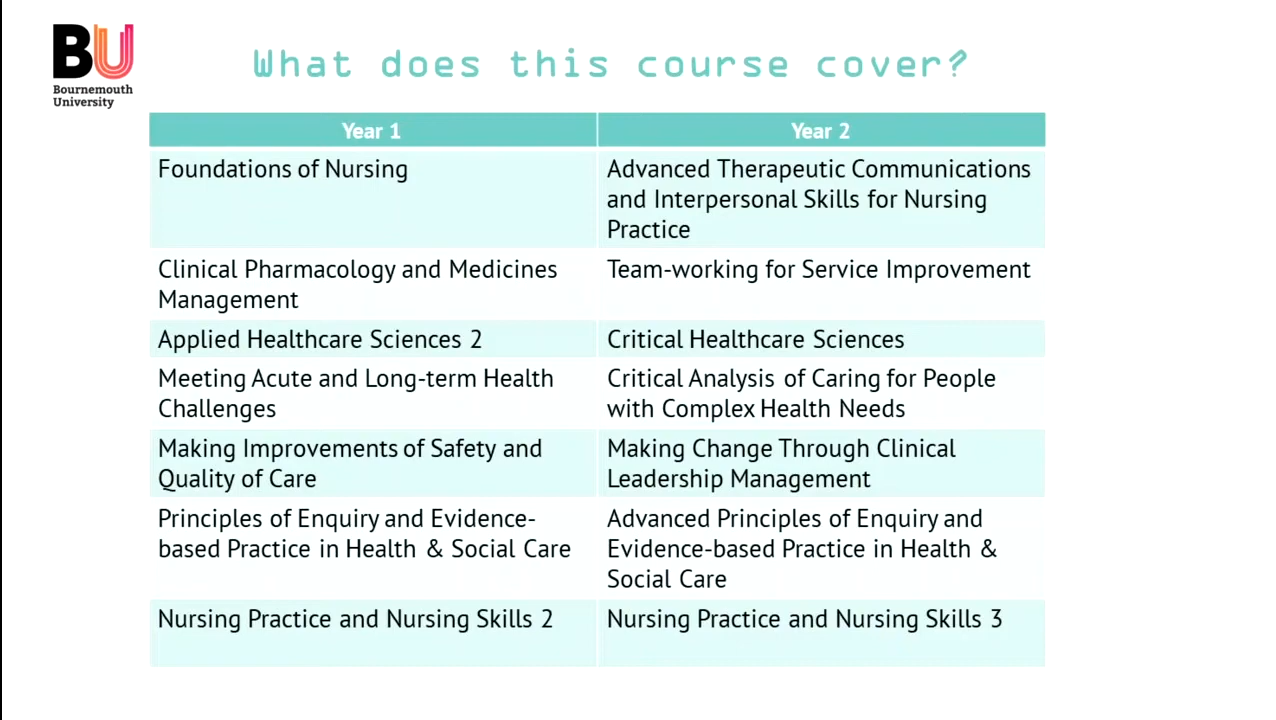 BU
Bournemouth
University
What does this course cover?
Year 1
Year 2
Foundations of Nursing
Advanced Therapeutic Communications
and Interpersonal Skills for Nursing
Practice
Clinical Pharmacology and Medicines
Management
Team-working for Service Improvement
Applied Healthcare Sciences 2
Critical Healthcare Sciences
Meeting Acute and Long-term Health
Challenges
Critical Analysis of Caring for People
with Complex Health Needs
Making Improvements of Safety and
Quality of Care
Making Change Through Clinical
Leadership Management
Principles of Enquiry and Evidence-
based Practice in Health & Social Care
Advanced Principles of Enquiry and
Evidence-based Practice in Health &
Social Care
Nursing Practice and Nursing Skills 2
Nursing Practice and Nursing Skills 3